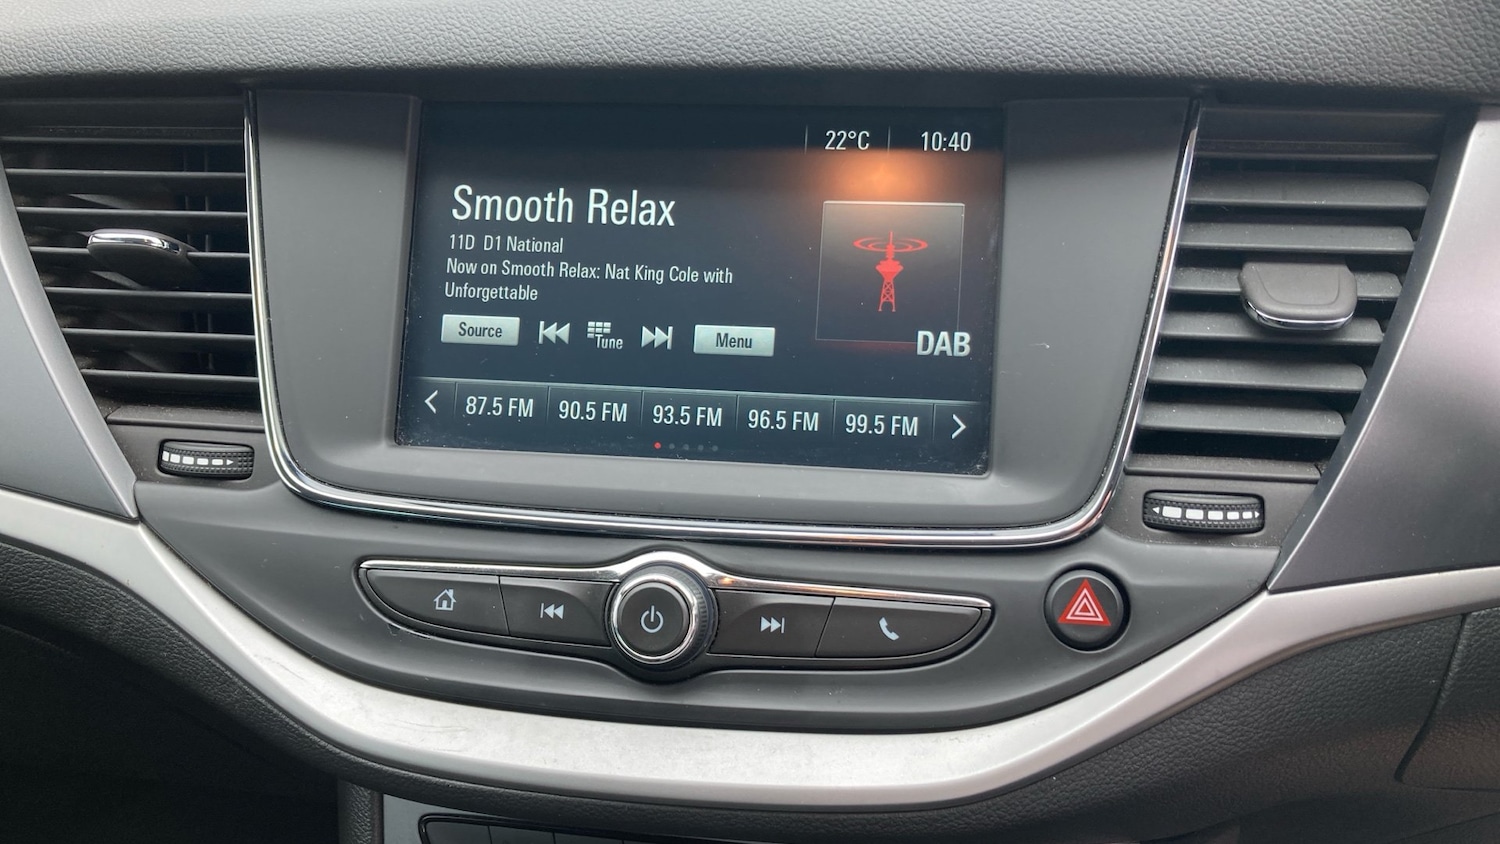 22°C 10:40
Smooth Relax
11D D1 National
Now on Smooth Relax: Nat King Cole with
Unforgettable
Source Tune Menu
DAB
87.5 FM 90.5 FM 93.5 FM 96.5 FM 99.5 FM